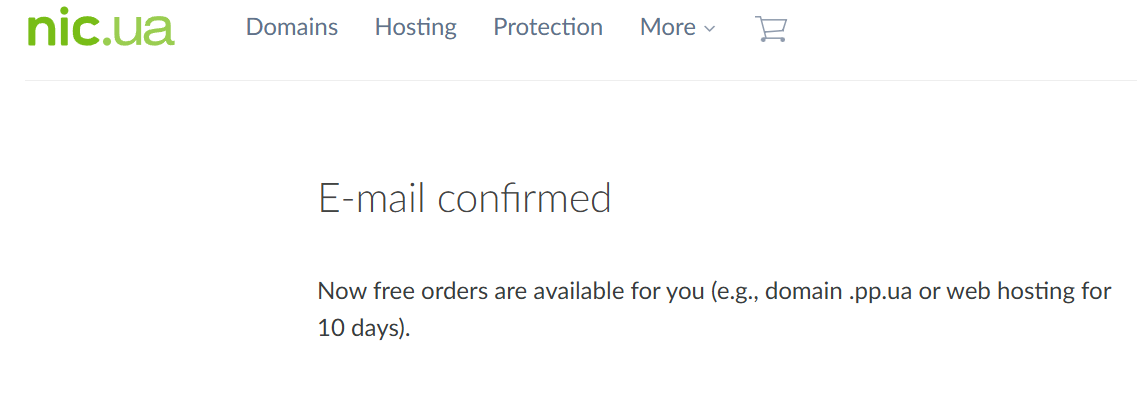 nic.ua Domains Hosting Protection More
E-mail confirmed
Now free orders are available for you (e.g., domain .pp.ua or web hosting for
10 days).